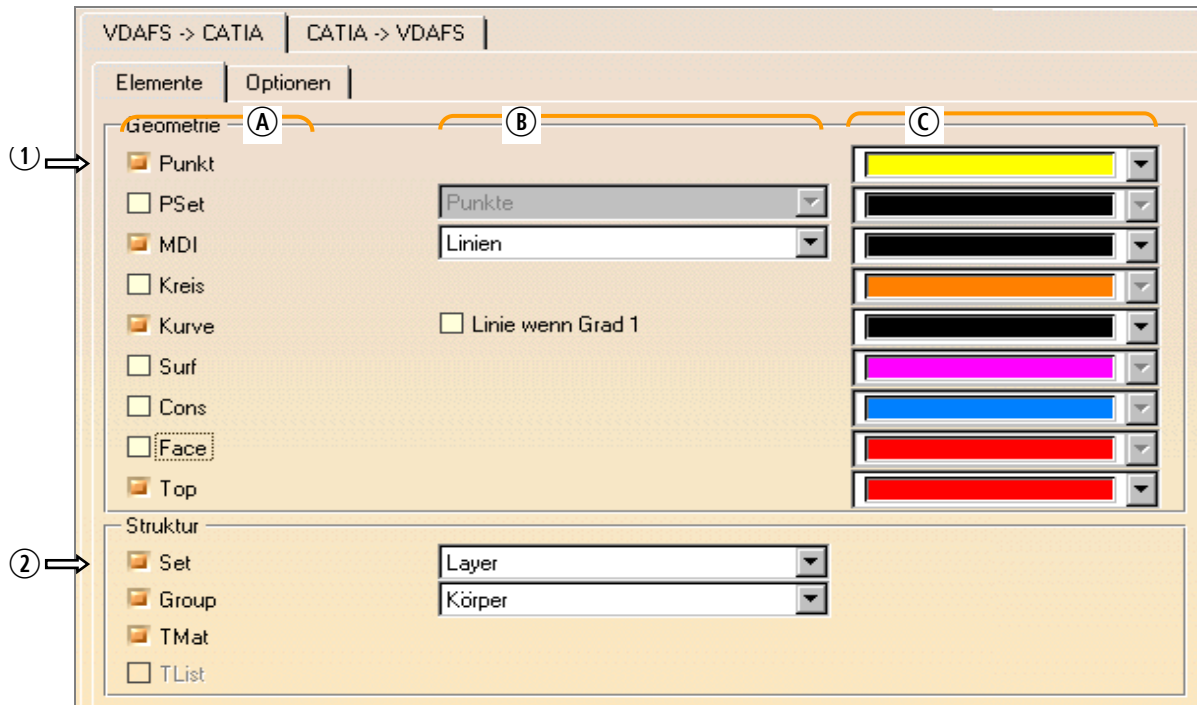 VDAFS -> CATIA CATIA -> VDAFS
Elemente Optionen
Geometrie A B C
1 Punkt
PSet Punkte
MDI Linien
Kreis
Kurve Linie wenn Grad 1
Surf
Cons
Face
Top
Struktur
2 Set Layer
Group Körper
TMat
TList